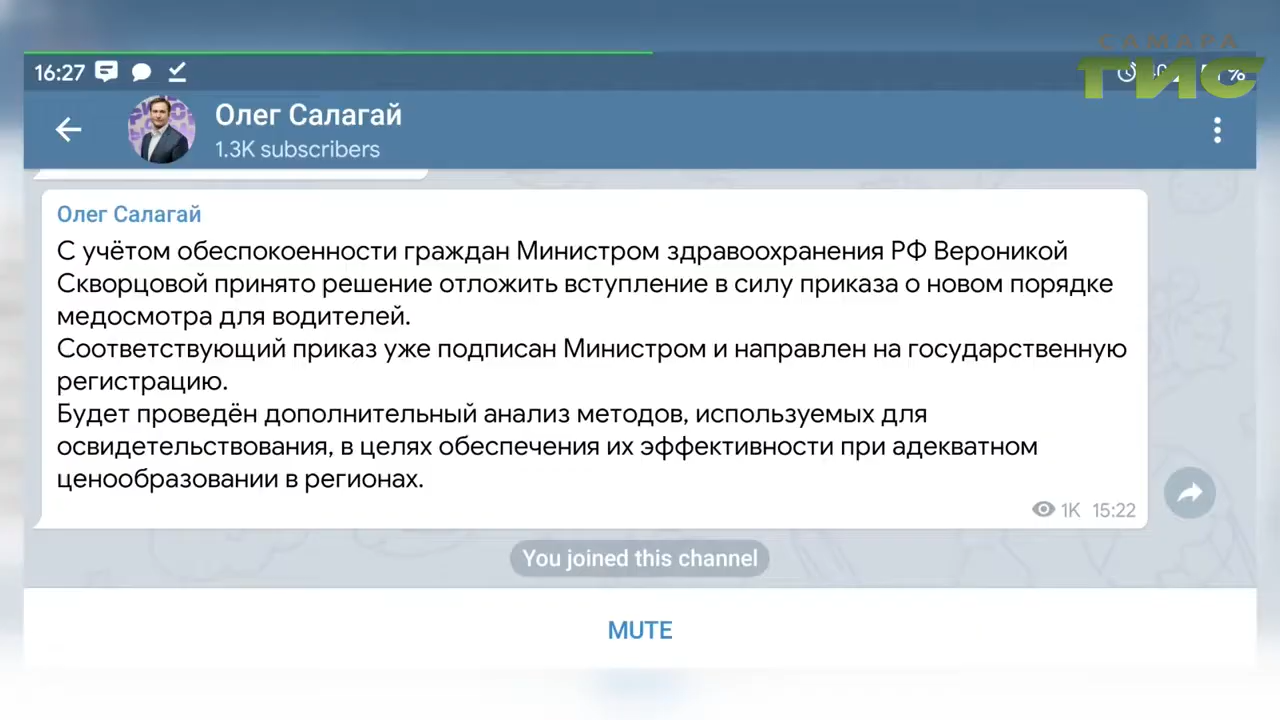 САМАРА
ГИС
16:27
Олег Салагай
1.3K subscribers
Олег Салагай
С учётом обеспокоенности граждан Министром здравоохранения РФ Вероникой
Скворцовой принято решение отложить вступление в силу приказа о новом порядке
медосмотра для водителей.
Соответствующий приказ уже подписан Министром и направлен на государственную
регистрацию.
Будет проведён дополнительный анализ методов, используемых для
освидетельствования, в целях обеспечения их эффективности при адекватном
ценообразовании в регионах.
1K 15:22
You joined this channel
MUTE